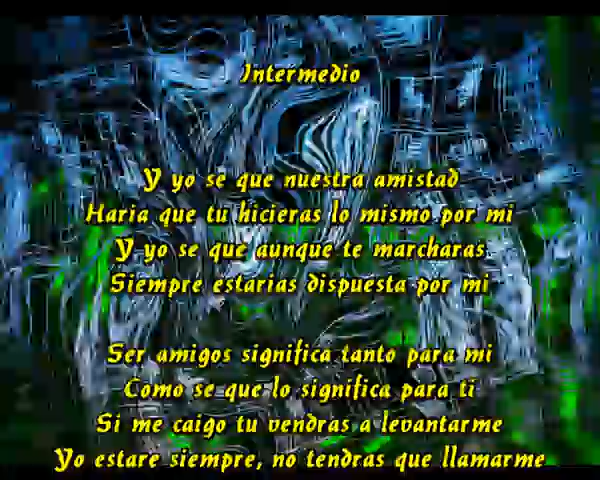 Intermedio
Y yo se que nuestra amistad
Haria que tu hicieras lo mismo por mi
Y yo se que aunque te marcharas
Siempre estarias dispuesta por mi
Ser amigos significa tanto para mi
Como se que lo significa para ti
Si me caigo tu vendras a levantarme
Yo estare siempre, no tendras que llamarme